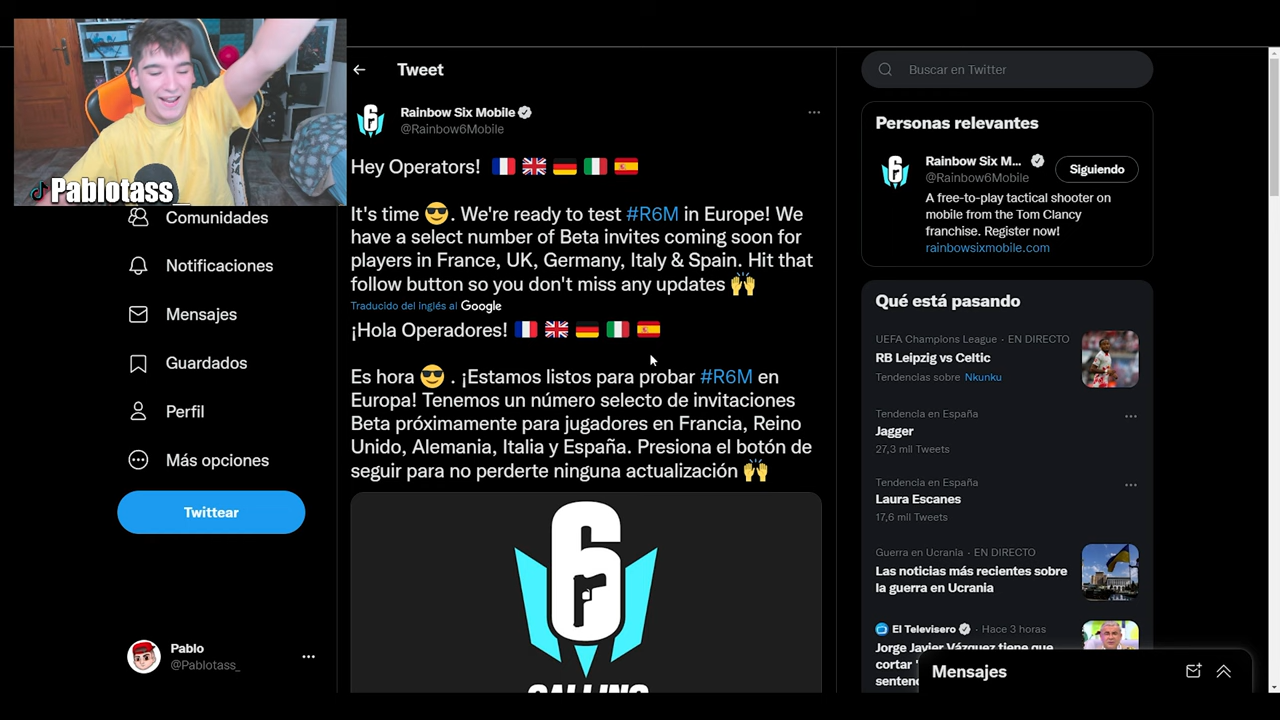 Pablotass_
Comunidades
Notificaciones
Mensajes
Guardados
Perfil
Más opciones
Twittear
Pablo
@Pablotass_
Tweet
Rainbow Six Mobile
@Rainbow6Mobile
Hey Operators! 🇫🇷 🇬🇧 🇩🇪 🇮🇹 🇪🇸
It's time 😎. We're ready to test #R6M in Europe! We
have a select number of Beta invites coming soon for
players in France, UK, Germany, Italy & Spain. Hit that
follow button so you don't miss any updates 🙌
Traducido del inglés al Google
¡Hola Operadores! 🇫🇷 🇬🇧 🇩🇪 🇮🇹 🇪🇸
Es hora 😎 . ¡Estamos listos para probar #R6M en
Europa! Tenemos un número selecto de invitaciones
Beta próximamente para jugadores en Francia, Reino
Unido, Alemania, Italia y España. Presiona el botón de
seguir para no perderte ninguna actualización 🙌
6
CALLING
Buscar en Twitter
Personas relevantes
Rainbow Six M...
@Rainbow6Mobile
Siguiendo
A free-to-play tactical shooter on
mobile from the Tom Clancy
franchise. Register now!
rainbowsixmobile.com
Qué está pasando
UEFA Champions League · EN DIRECTO
RB Leipzig vs Celtic
Tendencias sobre Nkunku
Tendencia en España
Jagger
27,3 mil Tweets
Tendencia en España
Laura Escanes
17,6 mil Tweets
Guerra en Ucrania · EN DIRECTO
Las noticias más recientes sobre
la guerra en Ucrania
El Televisero · Hace 3 horas
Jorge Javier Vázquez tiene que
cortar
Mensajes